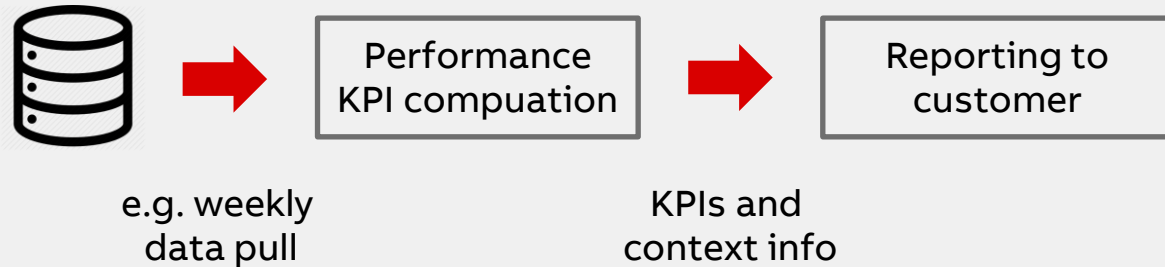 Performance
KPI compuation
Reporting to
customer
e.g. weekly
data pull
KPIs and
context info